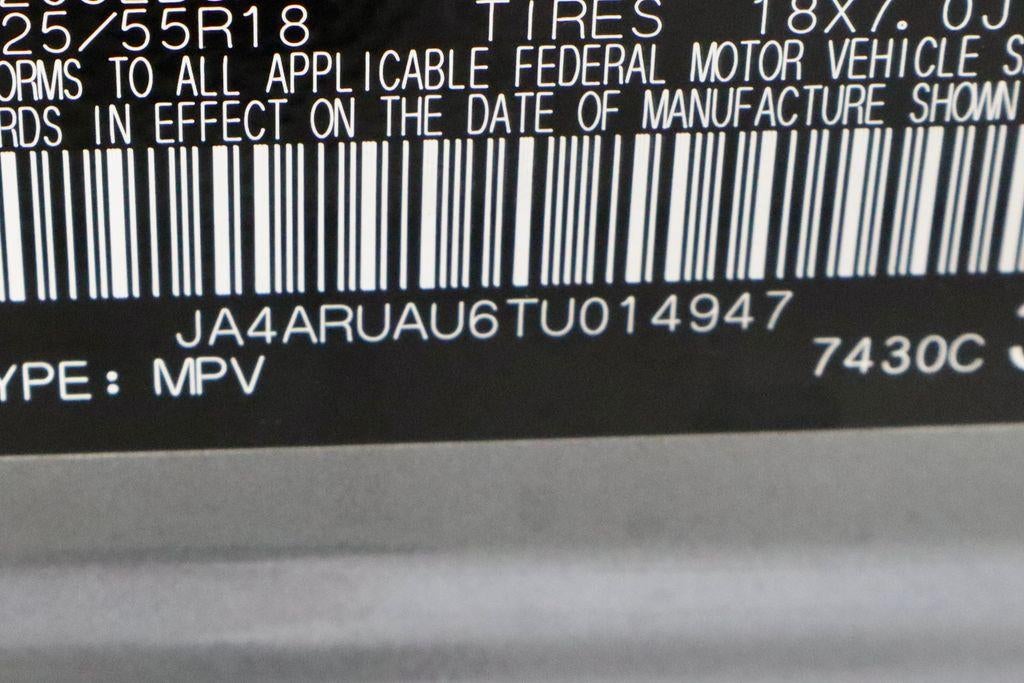 25/55R18 TIRES 18X7.0J
ORMS TO ALL APPLICABLE FEDERAL MOTOR VEHICLE S
RDS IN EFFECT ON THE DATE OF MANUFACTURE SHOWN
JA4ARUAU6TU014947
YPE: MPV 7430C